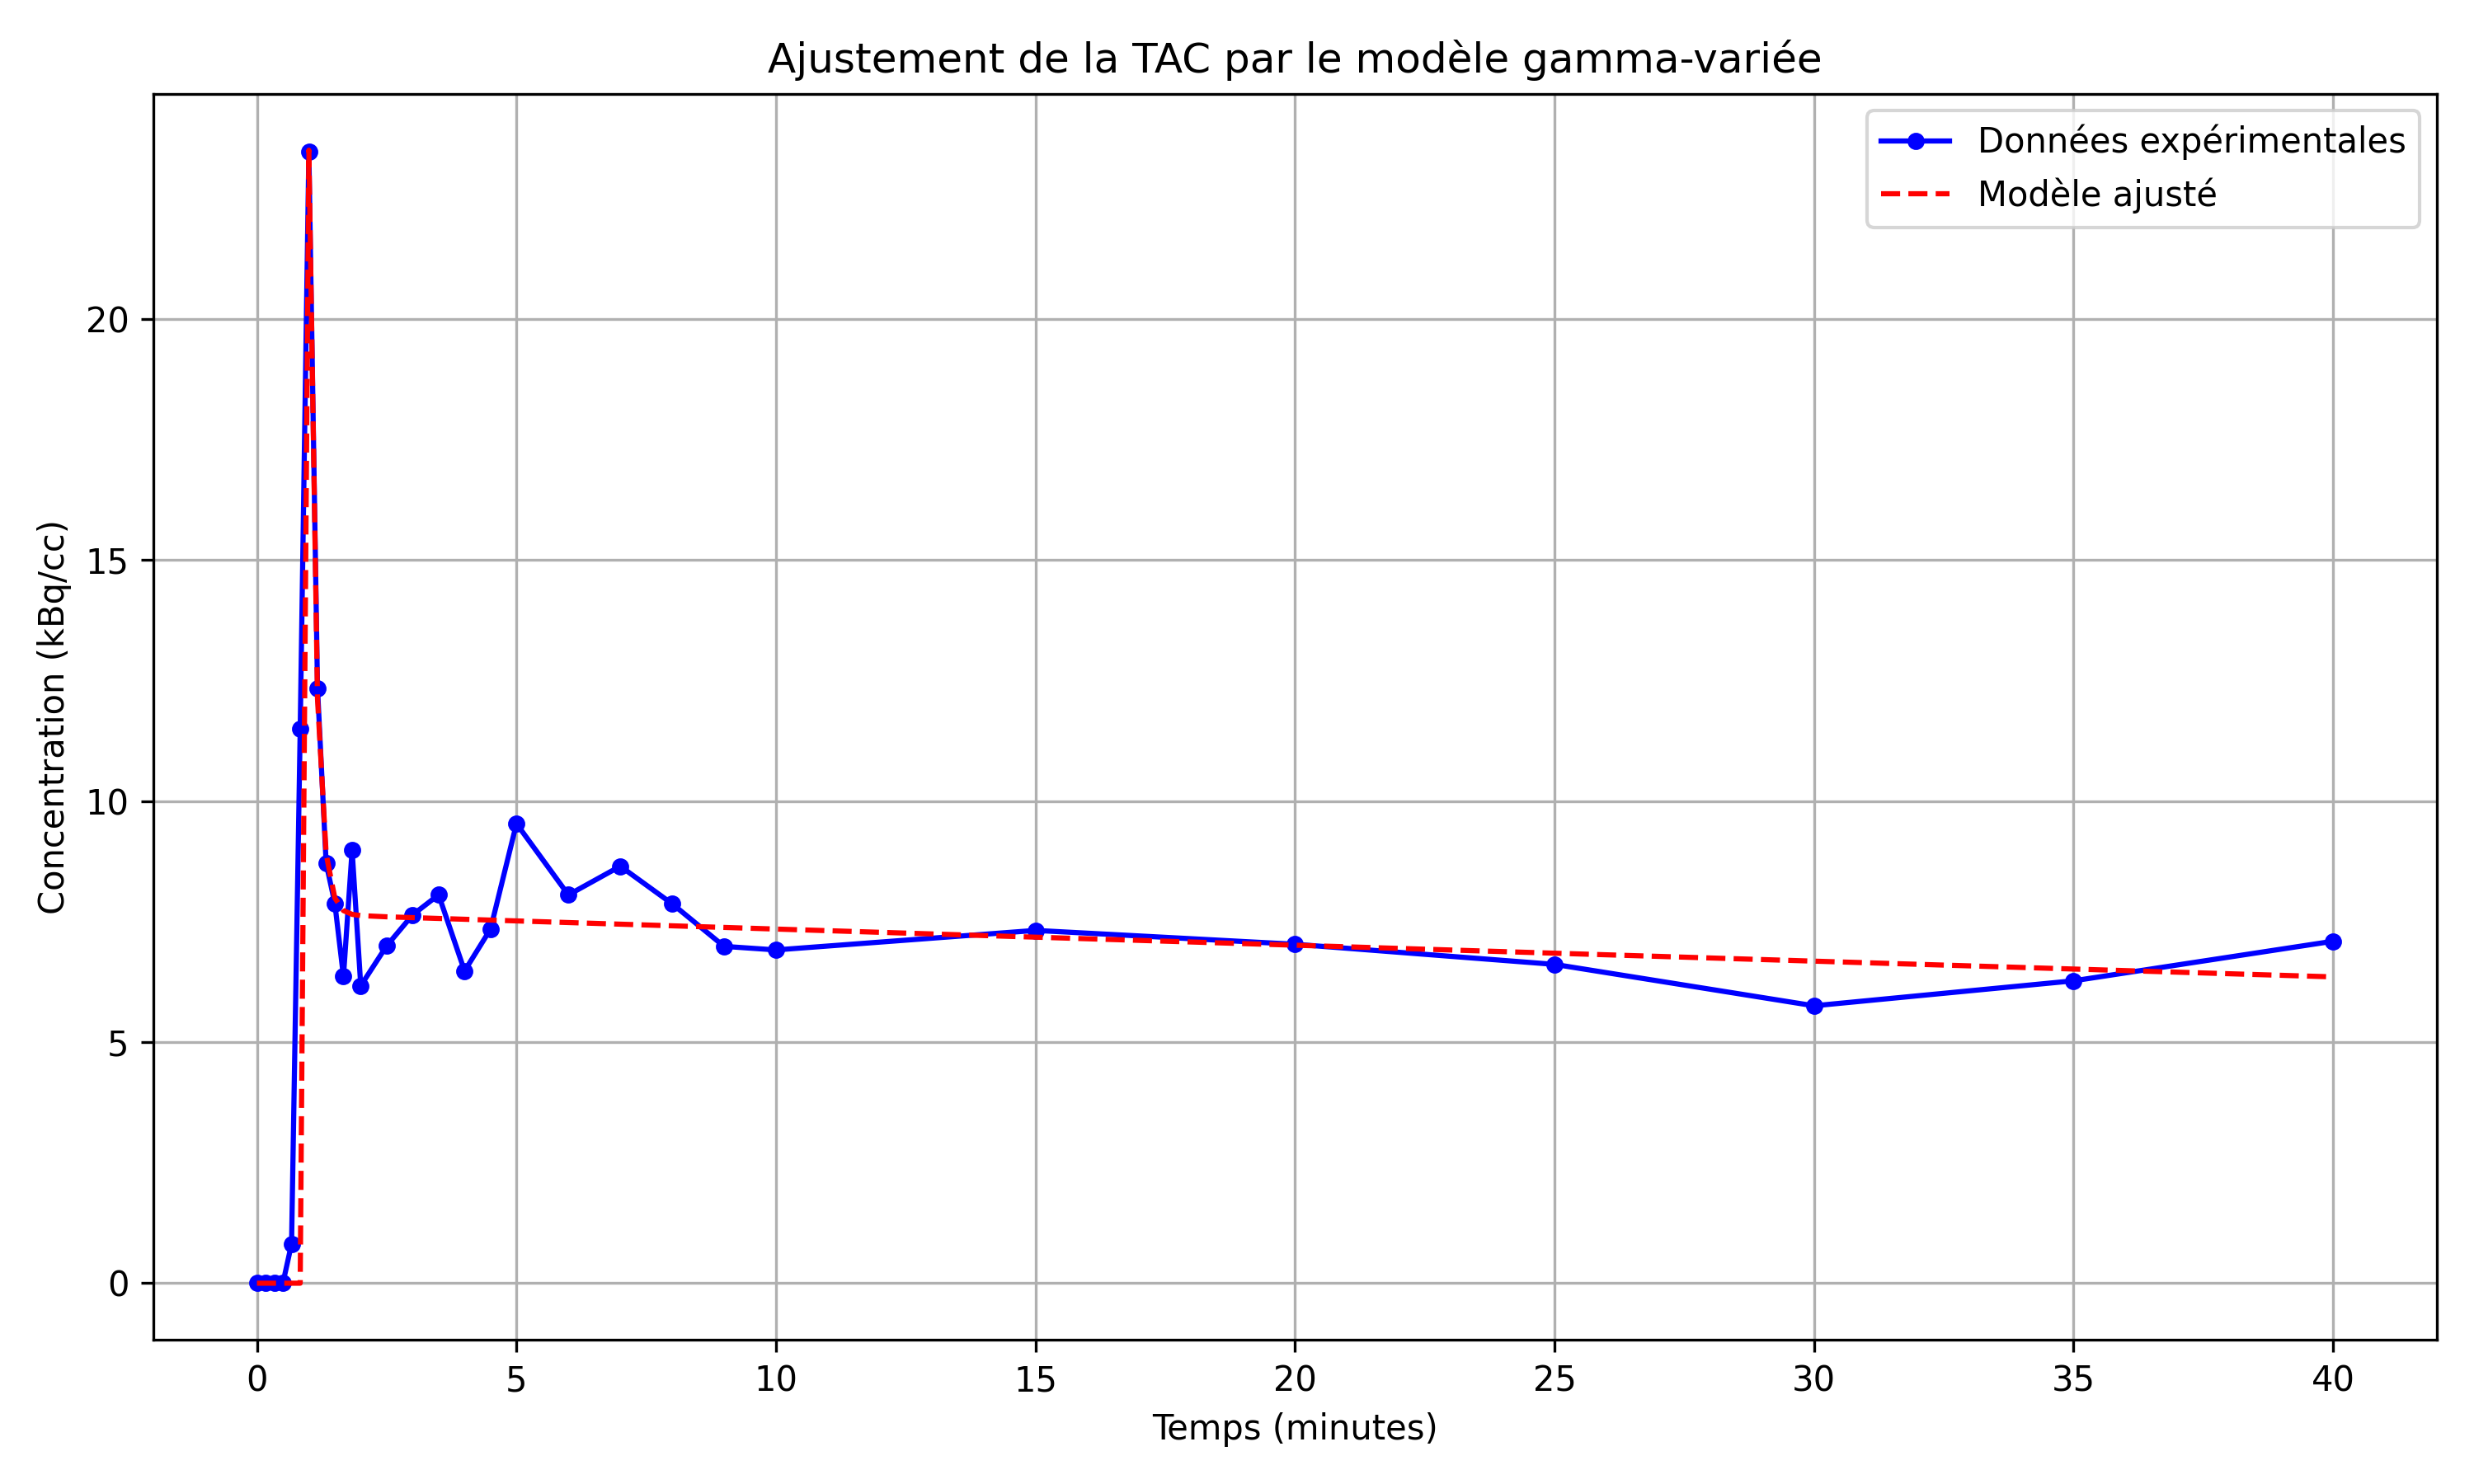 Ajustement de la TAC par le modèle gamma-variée
Données expérimentales
Modèle ajusté
Concentration (kBq/cc)
20
15
10
5
0
0 5 10 15 20 25 30 35 40
Temps (minutes)